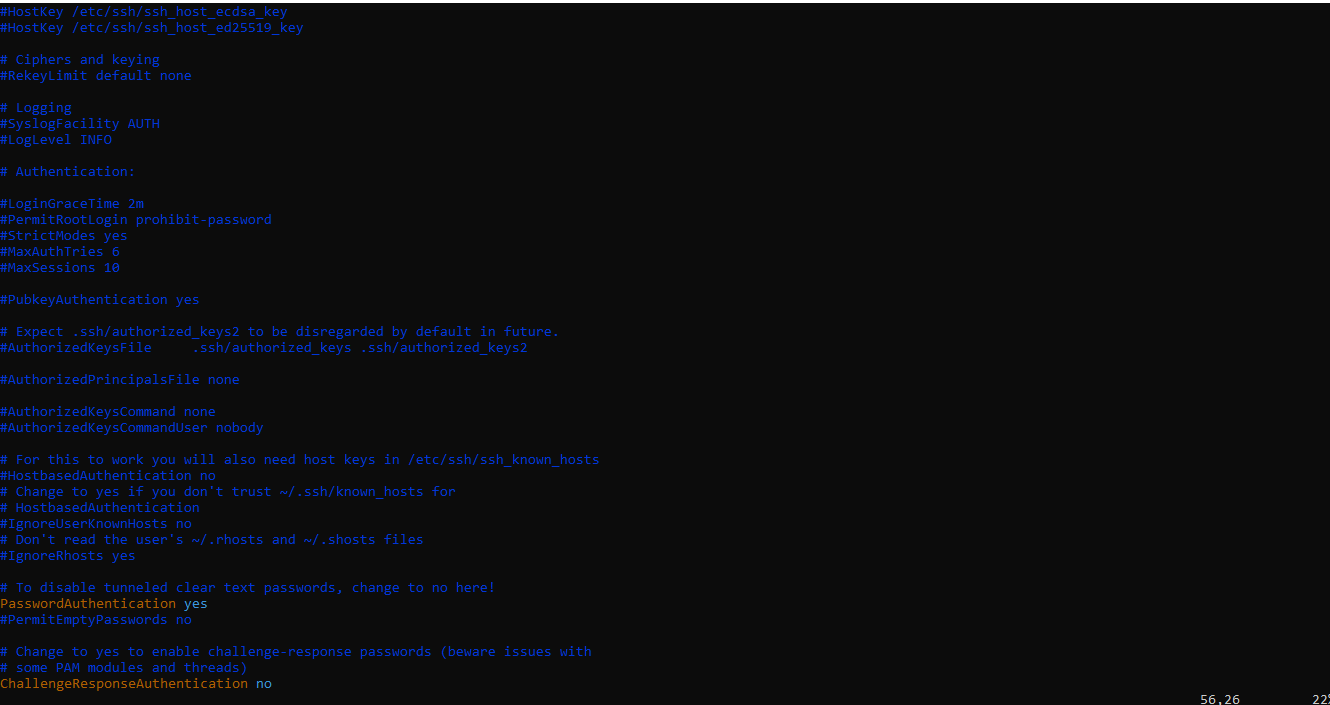 #HostKey /etc/ssh/ssh_host_ecdsa_key
#HostKey /etc/ssh/ssh_host_ed25519_key
# Ciphers and keying
#RekeyLimit default none
# Logging
#SyslogFacility AUTH
#LogLevel INFO
# Authentication:
#LoginGraceTime 2m
#PermitRootLogin prohibit-password
#StrictModes yes
#MaxAuthTries 6
#MaxSessions 10
#PubkeyAuthentication yes
# Expect .ssh/authorized_keys2 to be disregarded by default in future.
#AuthorizedKeysFile     .ssh/authorized_keys .ssh/authorized_keys2
#AuthorizedPrincipalsFile none
#AuthorizedKeysCommand none
#AuthorizedKeysCommandUser nobody
# For this to work you will also need host keys in /etc/ssh/ssh_known_hosts
#HostbasedAuthentication no
# Change to yes if you don't trust ~/.ssh/known_hosts for
# HostbasedAuthentication
#IgnoreUserKnownHosts no
# Don't read the user's ~/.rhosts and ~/.shosts files
#IgnoreRhosts yes
# To disable tunneled clear text passwords, change to no here!
PasswordAuthentication yes
#PermitEmptyPasswords no
# Change to yes to enable challenge-response passwords (beware issues with
# some PAM modules and threads)
ChallengeResponseAuthentication no
56,26 22%